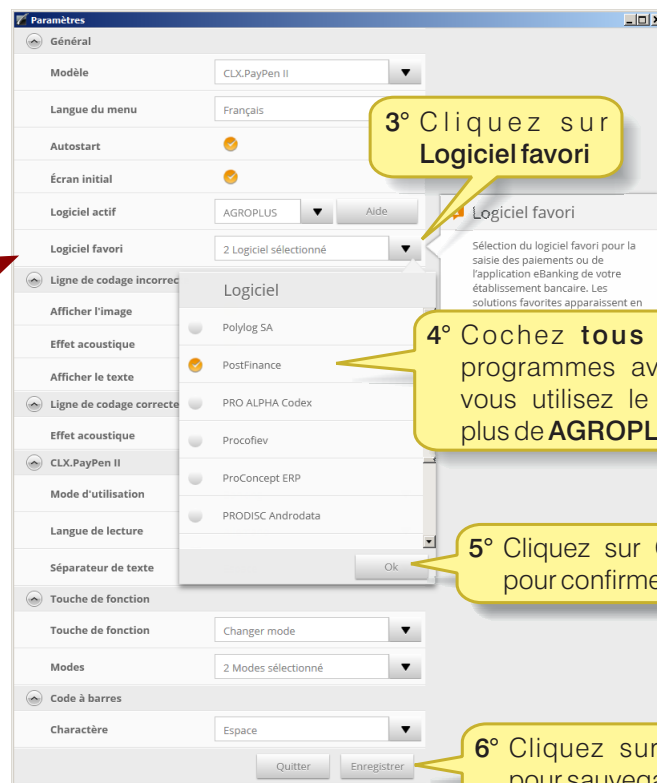 Paramètres
Général
Modèle
CLX.PayPen II
Langue du menu
Français
3° Cliquez sur
Logiciel favori
Autostart
Écran initial
Logiciel actif
AGROPLUS
Aide
Logiciel favori
2 Logiciel sélectionné
Logiciel favori
Sélection du logiciel favori pour la
saisie des paiements ou de
l'application eBanking de votre
établissement bancaire. Les
solutions favorites apparaissent en
Ligne de codage incorrec
Afficher l'image
Effet acoustique
Afficher le texte
Ligne de codage correcte
Effet acoustique
CLX.PayPen II
Mode d'utilisation
Langue de lecture
Séparateur de texte
Logiciel
Polylog SA
PostFinance
PRO ALPHA Codex
Procofiev
ProConcept ERP
PRODISC Androdata
Ok
4° Cochez tous
programmes av
vous utilisez le
plus de AGROPL
5° Cliquez sur
pour confirme
Touche de fonction
Touche de fonction
Changer mode
Modes
2 Modes sélectionné
Code à barres
Charactère
Espace
Quitter
Enregistrer
6° Cliquez sur
pour sauvega